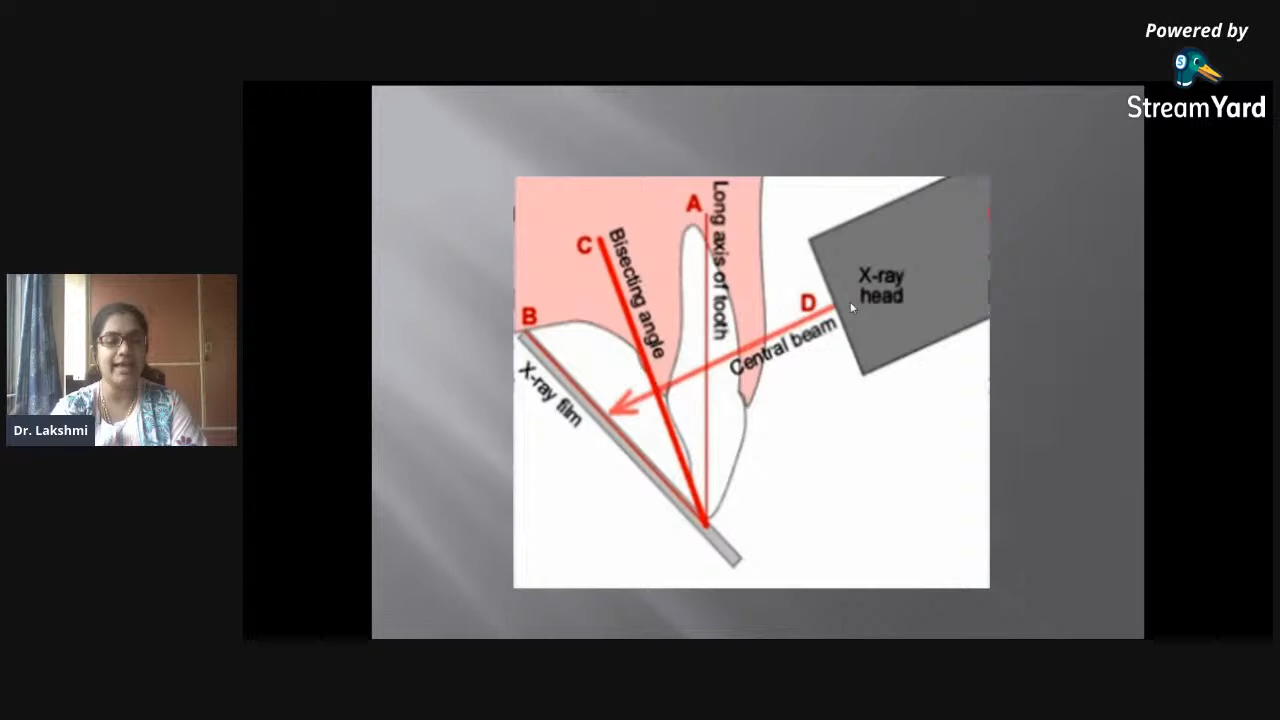 Powered by
StreamYard
A
Long axis of tooth
C
Bisecting angle
B
X-ray film
D
Central beam
X-ray
head
Dr. Lakshmi